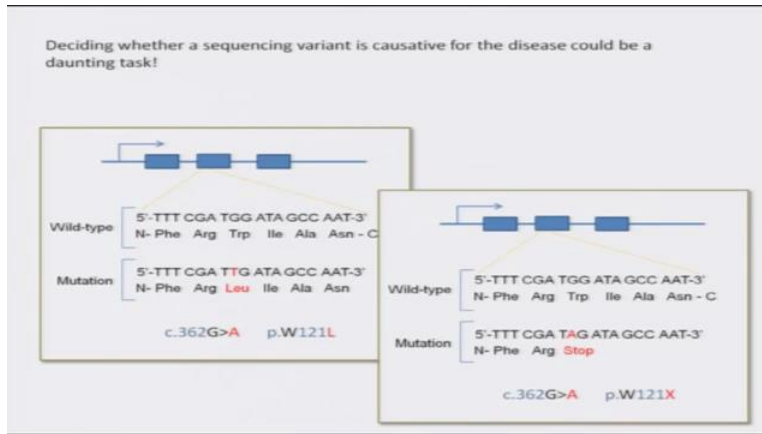 Deciding whether a sequencing variant is causative for the disease could be a
daunting task!
Wild-type
5'-TTT CGA TGG ATA GCC AAT-3'
N- Phe Arg Trp Ile Ala Asn - C
Mutation
5'-TTT CGA TTG ATA GCC AAT-3'
N- Phe Arg Leu Ile Ala Asn
c.362G>A p.W121L
Wild-type
5'-TTT CGA TGG ATA GCC AAT-3'
N- Phe Arg Trp Ile Ala Asn - C
Mutation
5'-TTT CGA TAG ATA GCC AAT-3'
N- Phe Arg Stop
c.362G>A p.W121X